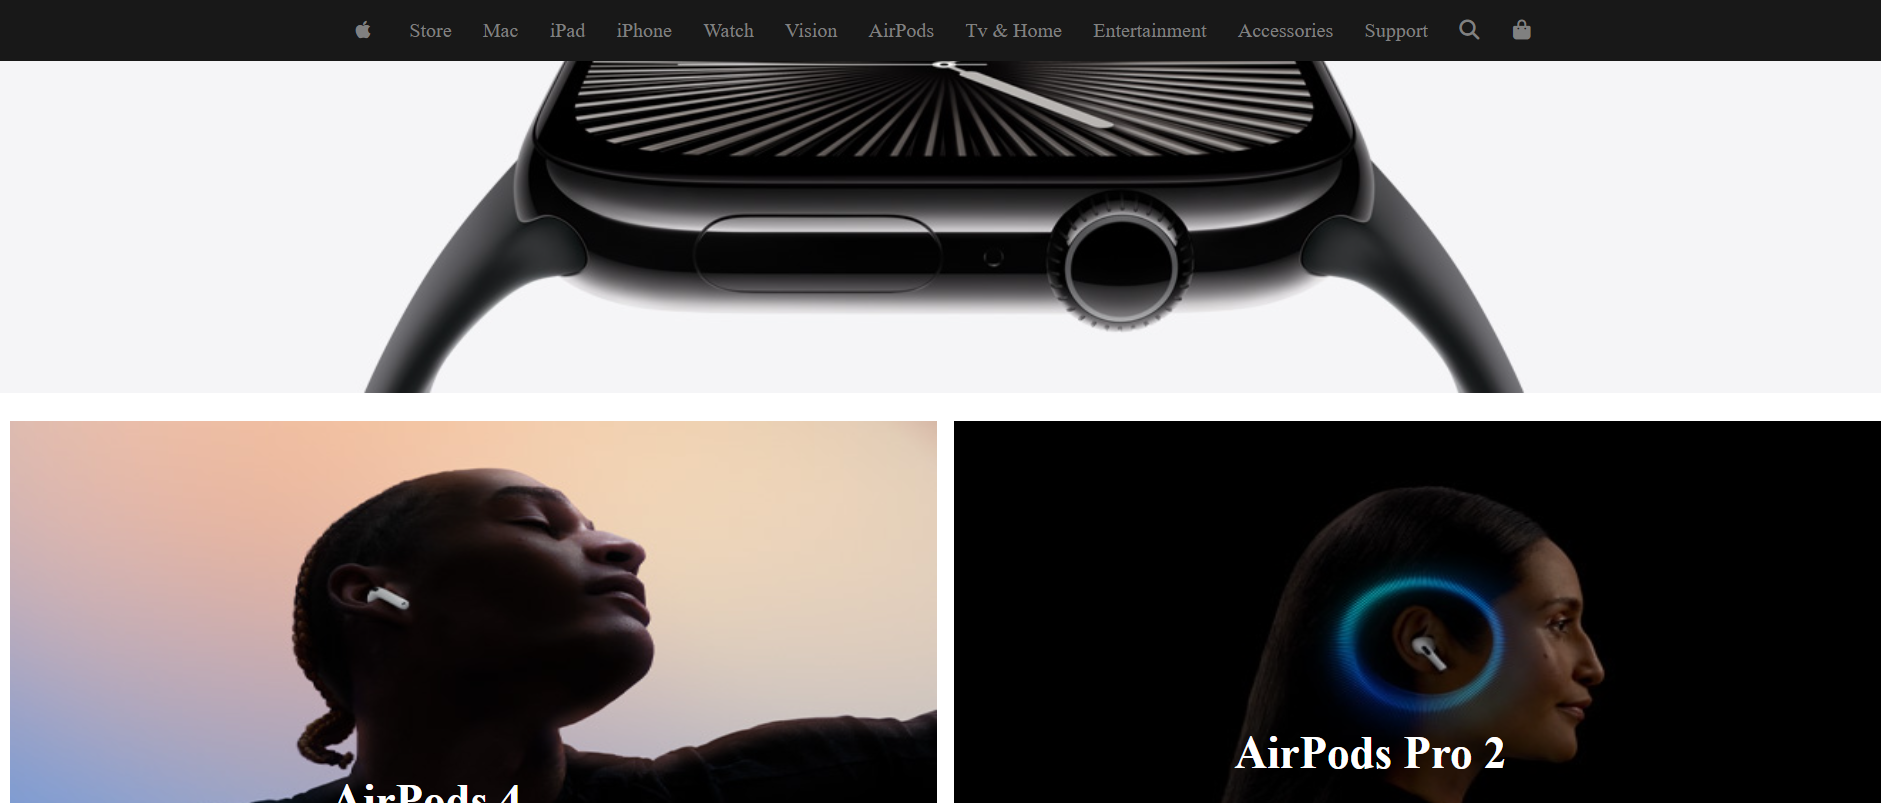 Store Mac iPad iPhone Watch Vision AirPods Tv & Home Entertainment Accessories Support
AirPods Pro 2
AirPods 4